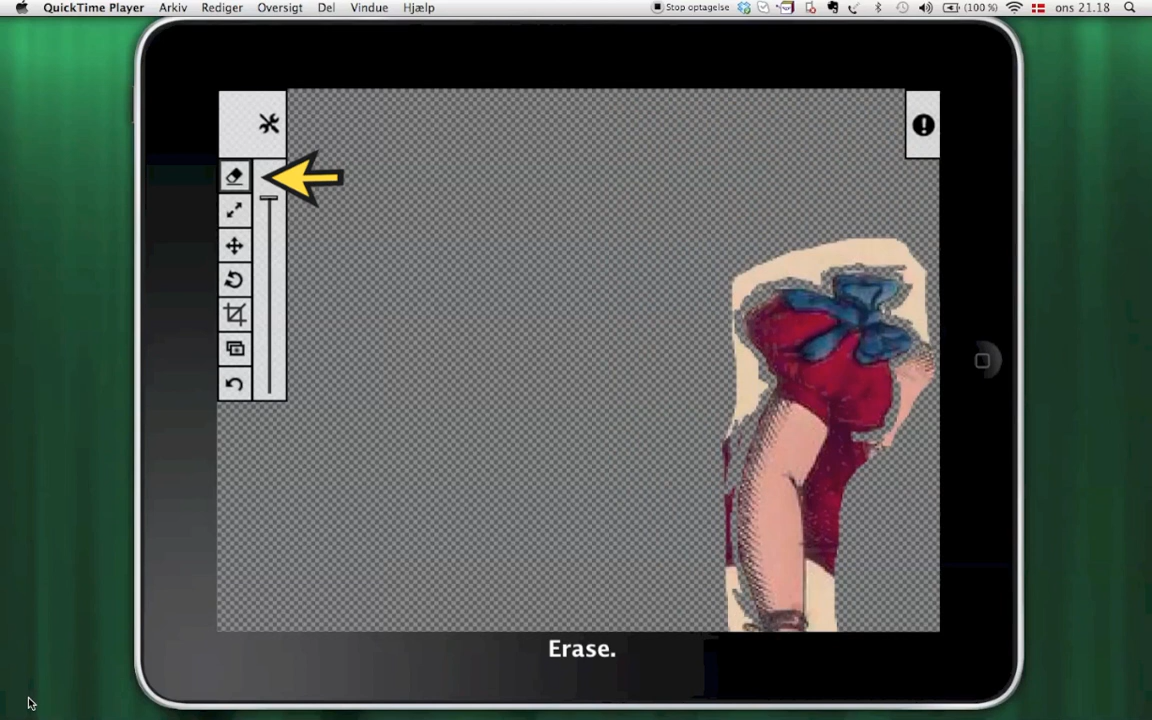 QuickTime Player Arkiv Rediger Oversigt Del Vindue Hjælp Stop optagelse (100 %) ons 21.18
Erase.